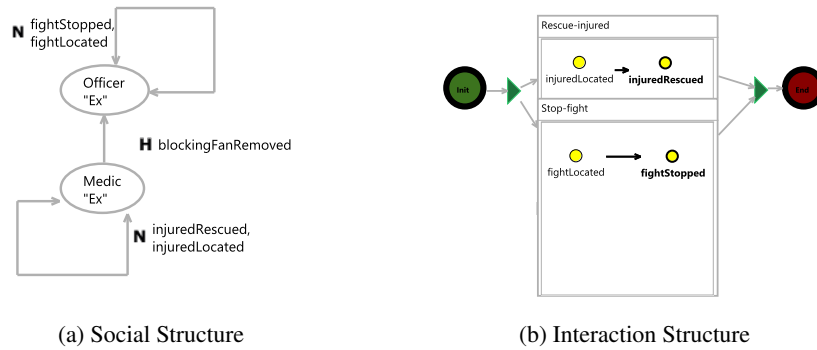 N fightStopped,
fightLocated
Officer
"Ex"
H blockingFanRemoved
Medic
"Ex"
N injuredRescued,
injuredLocated
(a) Social Structure
Rescue-injured
injuredLocated
injuredRescued
Init
End
Stop-fight
fightLocated
fightStopped
(b) Interaction Structure